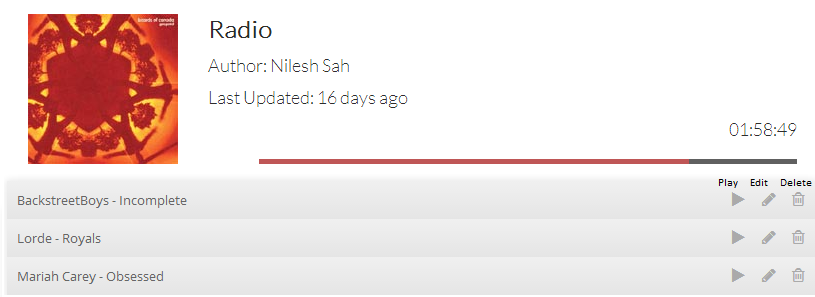 boards of canada
geogaddi
Radio
Author: Nilesh Sah
Last Updated: 16 days ago
01:58:49
Play Edit Delete
BackstreetBoys - Incomplete
Lorde - Royals
Mariah Carey - Obsessed